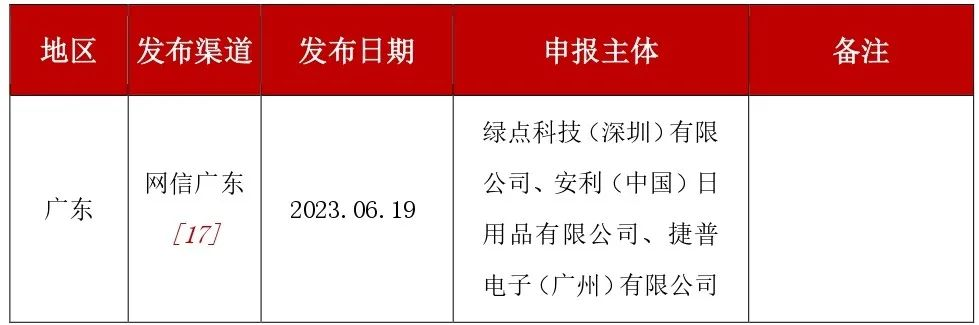 地区 发布渠道 发布日期 申报主体 备注
广东
网信广东
[17]
2023.06.19
绿点科技（深圳）有限
公司、安利（中国）日
用品有限公司、捷普
电子（广州）有限公司